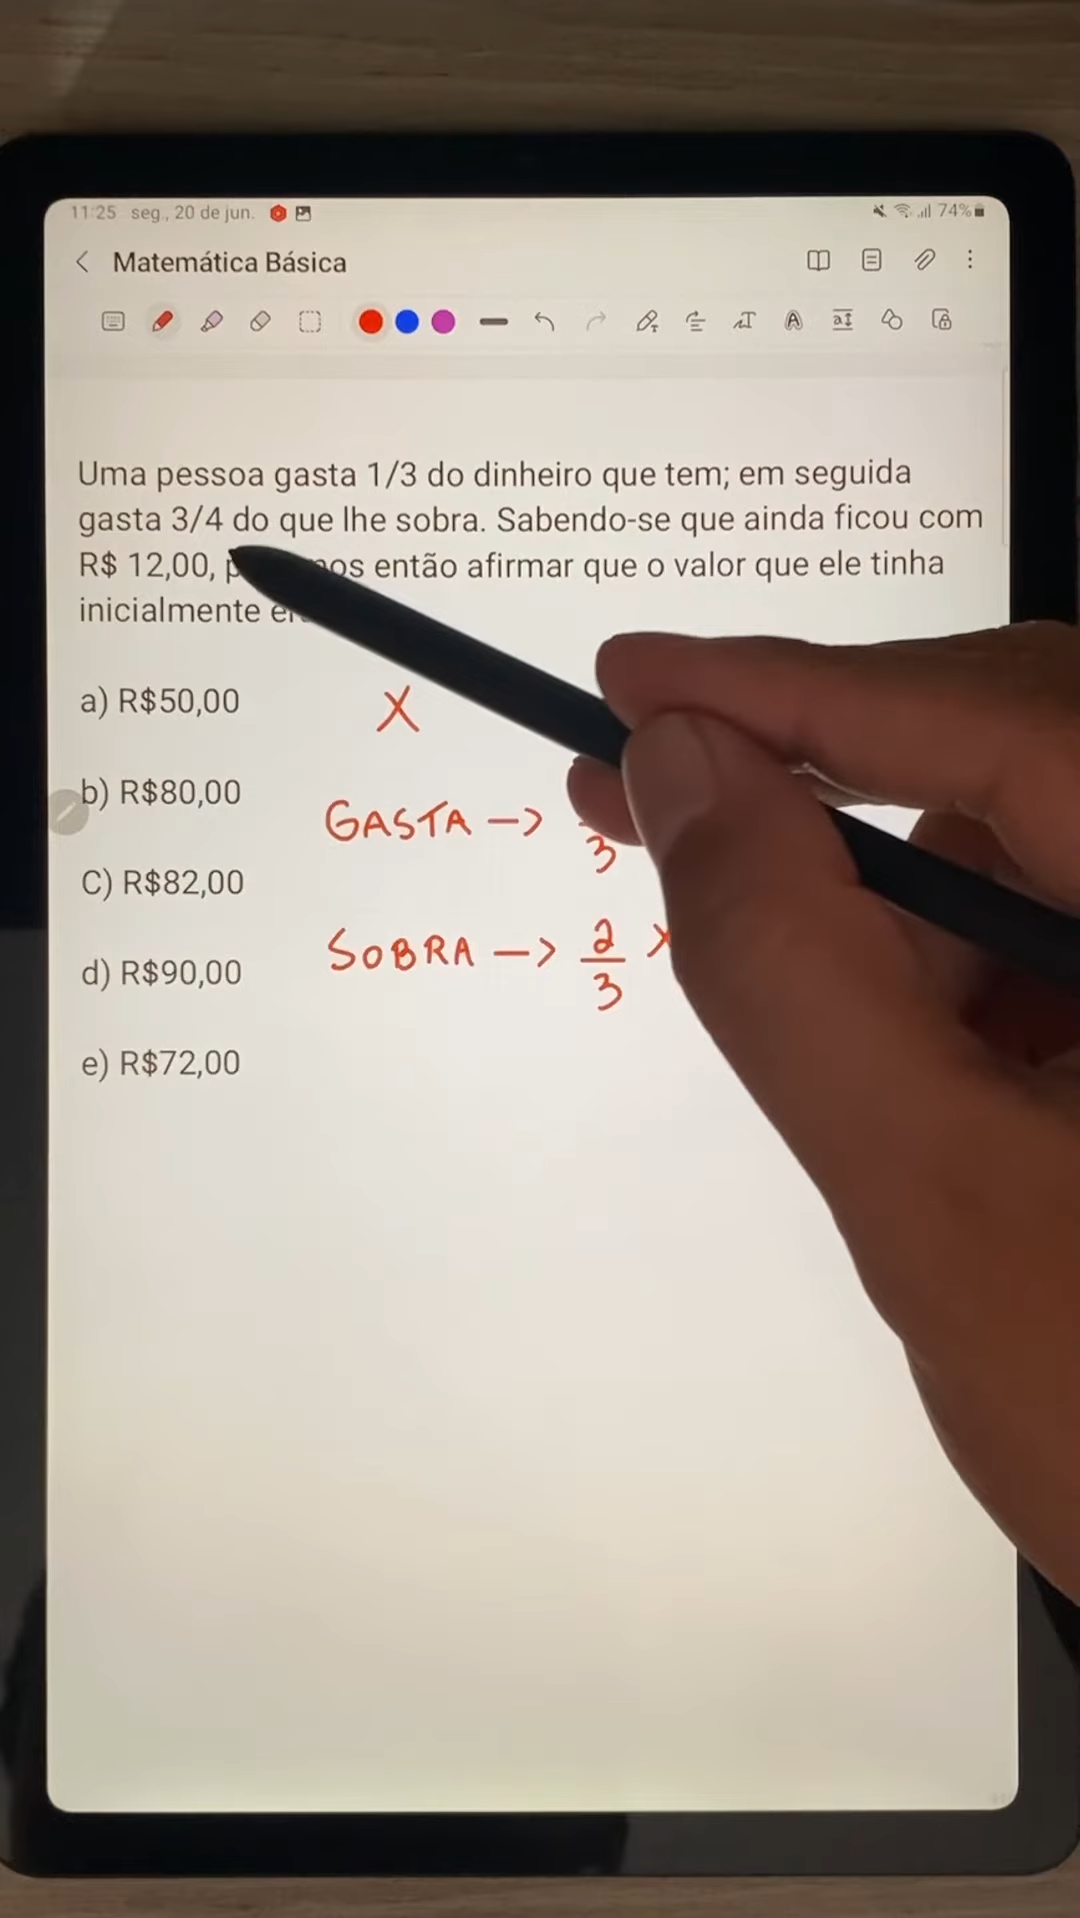 11:25 seg., 20 de jun. 74%
Matemática Básica
Uma pessoa gasta 1/3 do dinheiro que tem; em seguida
gasta 3/4 do que lhe sobra. Sabendo-se que ainda ficou com
R$ 12,00, então afirmar que o valor que ele tinha
inicialmente
a) R$50,00
X
b) R$80,00
GASTA -> 3
C) R$82,00
SOBRA -> 2/3 X
d) R$90,00
e) R$72,00